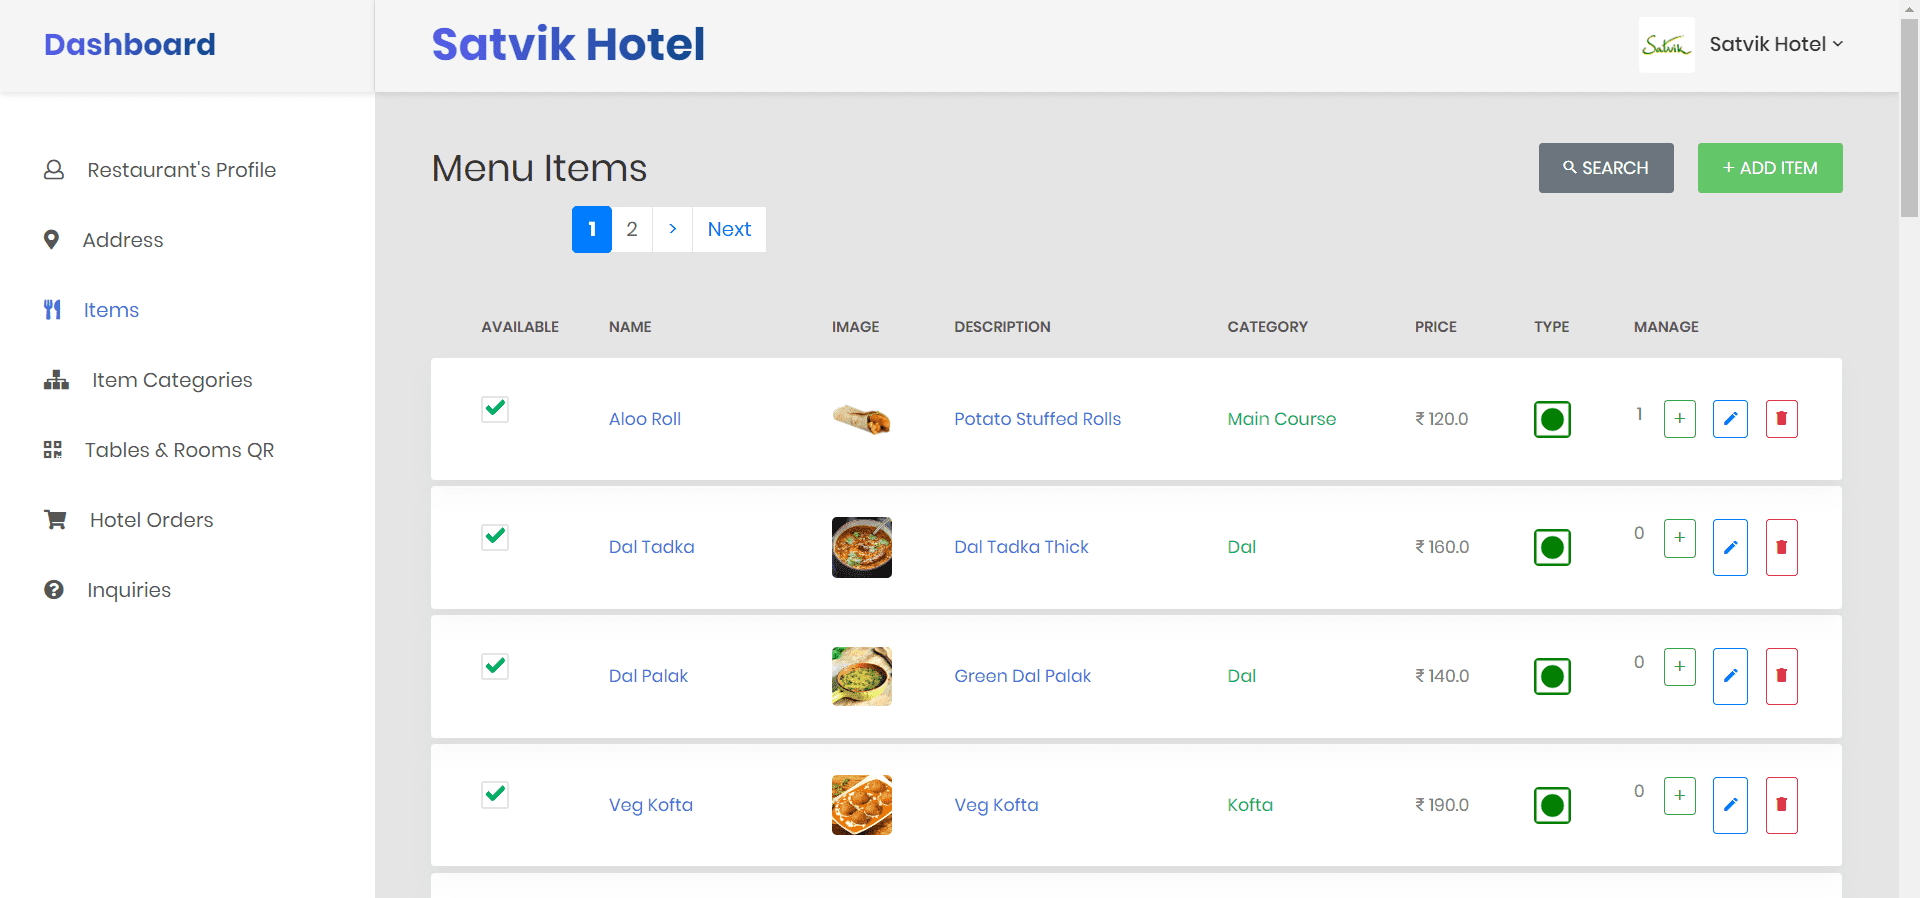 Dashboard
Satvik Hotel
Satvik
Satvik Hotel
Restaurant's Profile
Address
Items
Item Categories
Tables & Rooms QR
Hotel Orders
Inquiries
Menu Items
SEARCH
+ ADD ITEM
1 2 > Next
AVAILABLE NAME IMAGE DESCRIPTION CATEGORY PRICE TYPE MANAGE
Aloo Roll Potato Stuffed Rolls Main Course ₹ 120.0 1 +
Dal Tadka Dal Tadka Thick Dal ₹ 160.0 0 +
Dal Palak Green Dal Palak Dal ₹ 140.0 0 +
Veg Kofta Veg Kofta Kofta ₹ 190.0 0 +